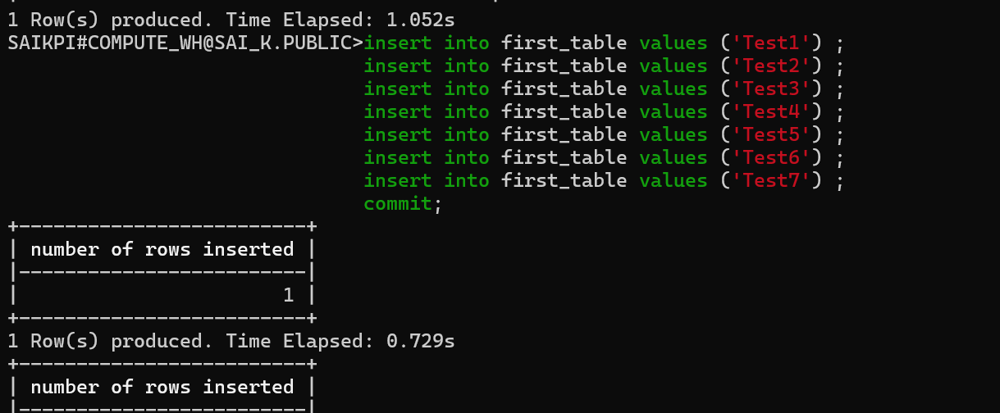 1 Row(s) produced. Time Elapsed: 1.052s
SAIKPI#COMPUTE_WH@SAI_K.PUBLIC>insert into first_table values ('Test1') ;
insert into first_table values ('Test2') ;
insert into first_table values ('Test3') ;
insert into first_table values ('Test4') ;
insert into first_table values ('Test5') ;
insert into first_table values ('Test6') ;
insert into first_table values ('Test7') ;
commit;
+-------------------------+
| number of rows inserted |
|-------------------------|
| 1 |
+-------------------------+
1 Row(s) produced. Time Elapsed: 0.729s
+-------------------------+
| number of rows inserted |
|-------------------------|